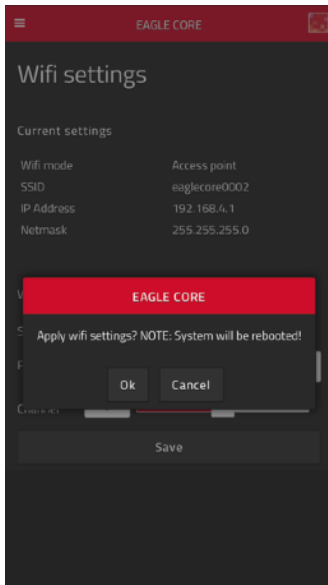 EAGLE CORE
Wifi settings
Current settings
Wifi mode Access point
SSID eaglecore0002
IP Address 192.168.4.1
Netmask 255.255.255.0
EAGLE CORE
Apply wifi settings? NOTE: System will be rebooted!
Ok Cancel
Channel
Save